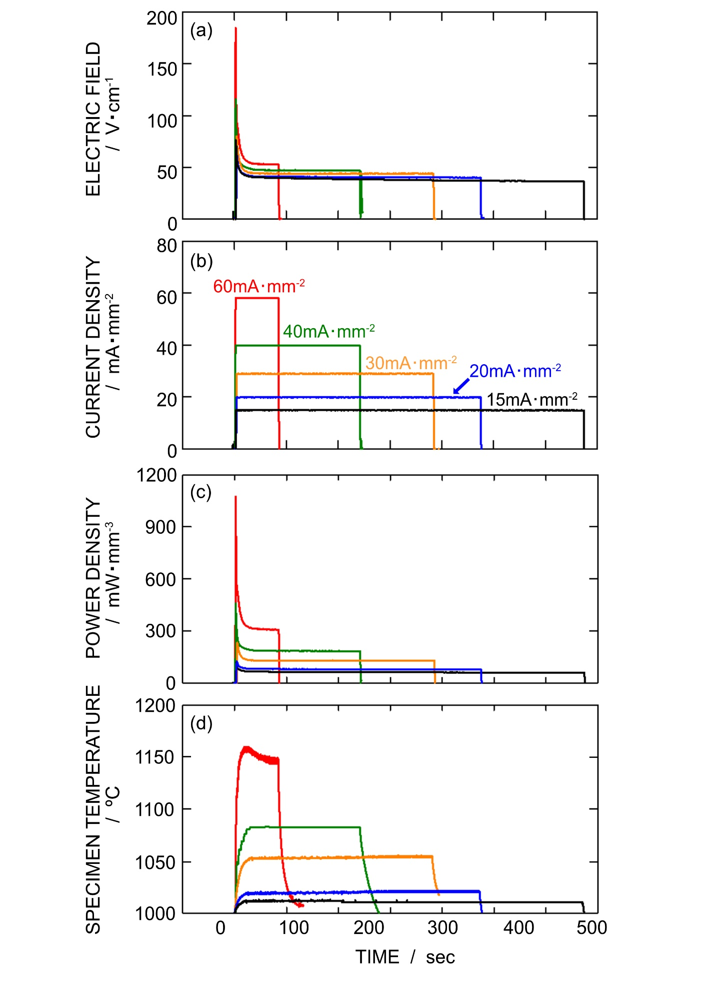 (a)
200
150
100
50
0
ELECTRIC FIELD
/ V·cm-1
(b)
80
60
40
20
0
CURRENT DENSITY
/ mA·mm-2
60mA·mm-2
40mA·mm-2
30mA·mm-2
20mA·mm-2
15mA·mm-2
(c)
1200
900
600
300
0
POWER DENSITY
/ mW·mm-3
(d)
1200
1150
1100
1050
1000
SPECIMEN TEMPERATURE
/ ºC
0 100 200 300 400 500
TIME / sec